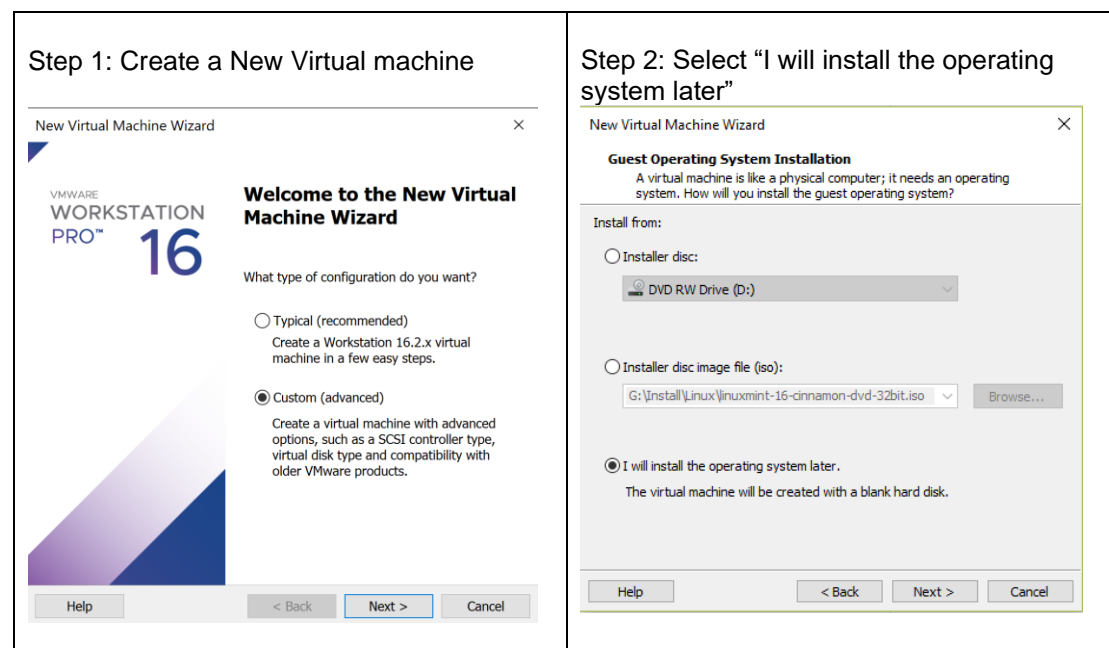 Step 1: Create a New Virtual machine
New Virtual Machine Wizard
VMWARE
WORKSTATION
PRO™ 16
Welcome to the New Virtual
Machine Wizard
What type of configuration do you want?
Typical (recommended)
Create a Workstation 16.2.x virtual
machine in a few easy steps.
Custom (advanced)
Create a virtual machine with advanced
options, such as a SCSI controller type,
virtual disk type and compatibility with
older VMware products.
Help
< Back
Next >
Cancel
Step 2: Select “I will install the operating
system later”
New Virtual Machine Wizard
Guest Operating System Installation
A virtual machine is like a physical computer; it needs an operating
system. How will you install the guest operating system?
Install from:
Installer disc:
DVD RW Drive (D:)
Installer disc image file (iso):
G:\Install\Linux\linuxmint-16-cinnamon-dvd-32bit.iso
Browse...
I will install the operating system later.
The virtual machine will be created with a blank hard disk.
Help
< Back
Next >
Cancel